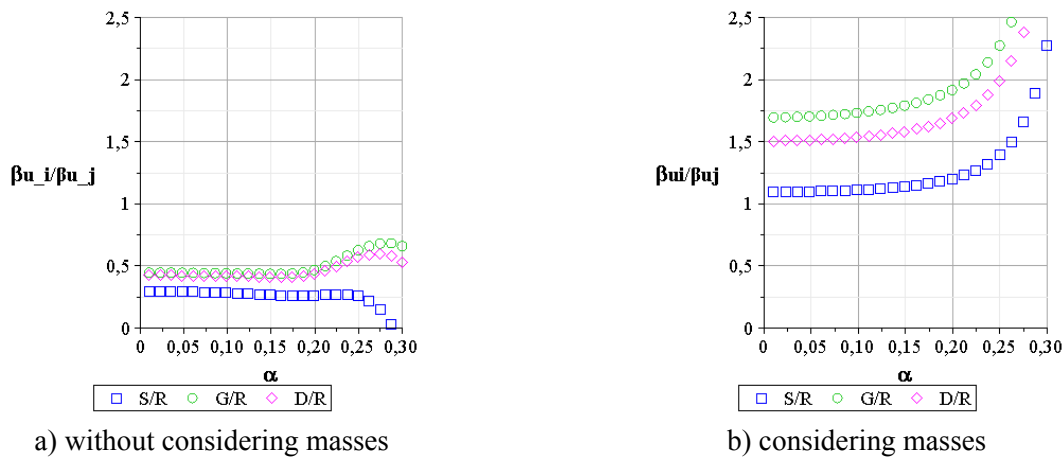 2,5
2
1,5
βu_i/βu_j
1
0,5
0
0 0,05 0,10 0,15 0,20 0,25 0,30
α
S/R G/R D/R
a) without considering masses
2,5
2
1,5
βui/βuj
1
0,5
0
0 0,05 0,10 0,15 0,20 0,25 0,30
α
S/R G/R D/R
b) considering masses